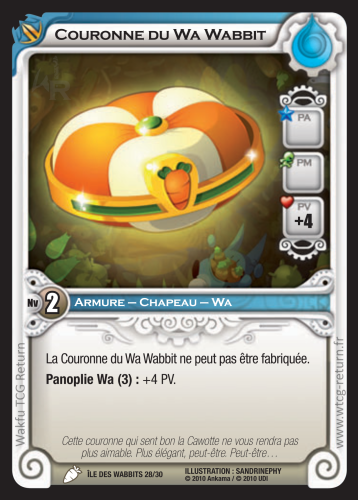 Couronne du Wa Wabbit
PA
PM
PV
+4
Nv 2 Armure – Chapeau – Wa
La Couronne du Wa Wabbit ne peut pas être fabriquée.
Panoplie Wa (3) : +4 PV.
Cette couronne qui sent bon la Cawotte ne vous rendra pas
plus aimable. Plus élégant, peut-être. Peut-être…
ÎLE DES WABBITS 28/30
ILLUSTRATION : SANDRINEPHY
© 2010 Ankama / © 2010 UDI
Wakfu TCG Return
www.wtcg-return.fr